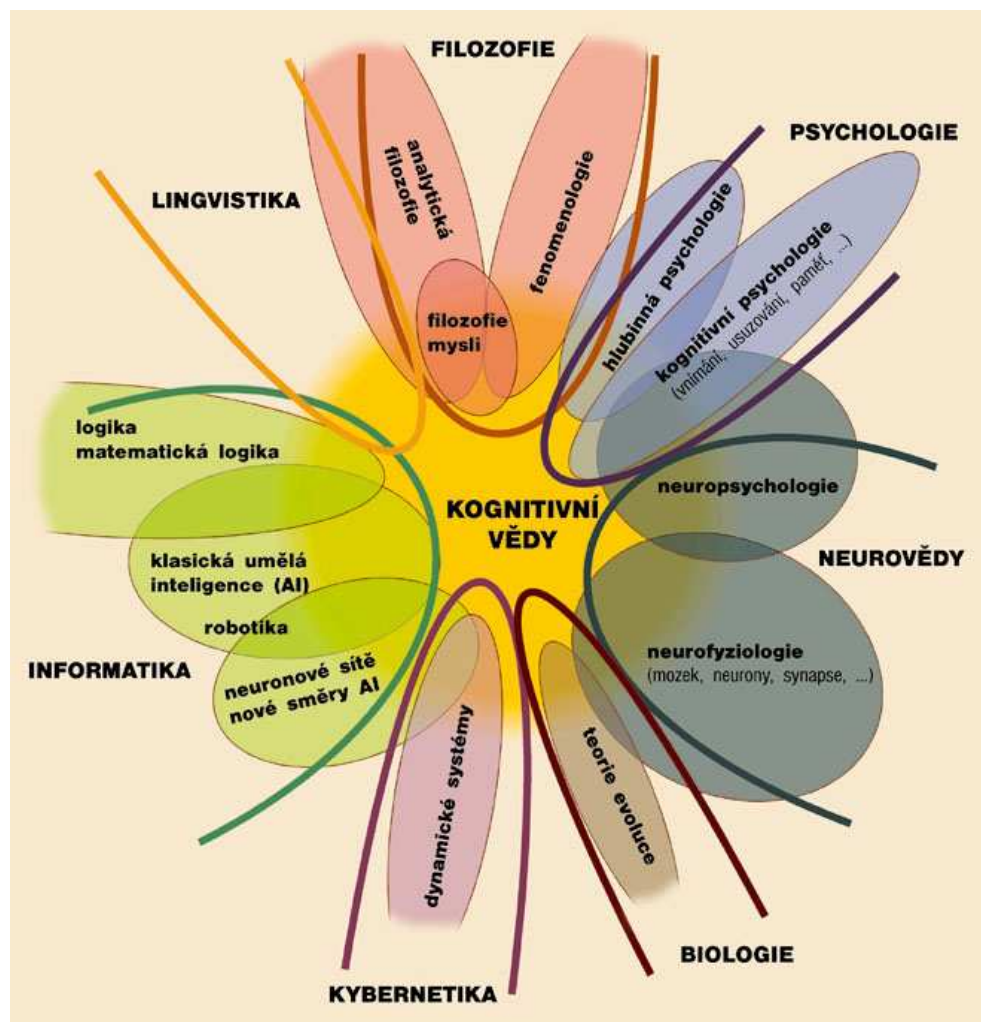 FILOZOFIE
PSYCHOLOGIE
LINGVISTIKA
analytická
filozofie
fenomenologie
hlubinná psychologie
kognitivní psychologie
(vnímání, usuzování, paměť, ...)
filozofie
mysli
logika
matematická logika
neuropsychologie
KOGNITIVNÍ
VĚDY
klasická umělá
inteligence (AI)
NEUROVĚDY
robotika
INFORMATIKA
neuronové sítě
nové směry AI
neurofyziologie
(mozek, neurony, synapse, ...)
dynamické systémy
teorie evoluce
BIOLOGIE
KYBERNETIKA